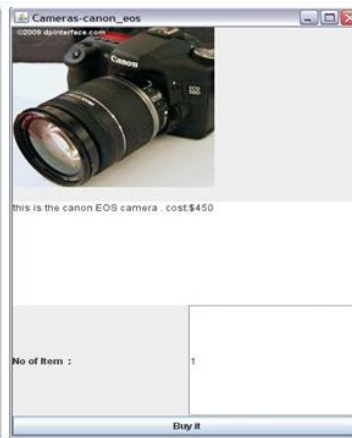 Cameras-canon_eos
©2009 dpinterface.com
Canon
EOS
50D
this is the canon EOS camera . cost:$450
No of Item :
1
Buy it